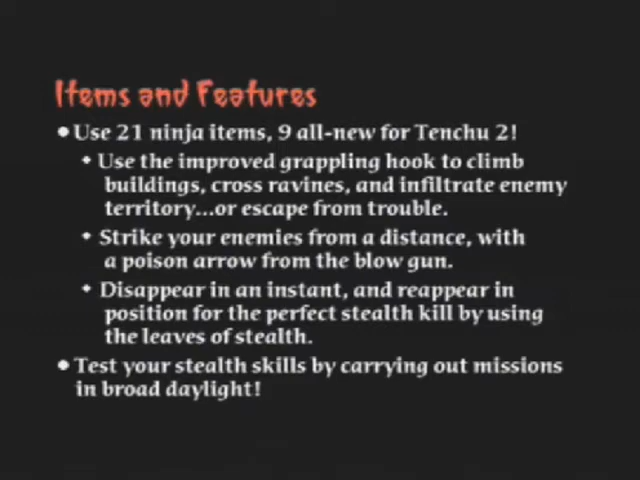 Items and Features
• Use 21 ninja items, 9 all-new for Tenchu 2!
• Use the improved grappling hook to climb
buildings, cross ravines, and infiltrate enemy
territory...or escape from trouble.
• Strike your enemies from a distance, with
a poison arrow from the blow gun.
• Disappear in an instant, and reappear in
position for the perfect stealth kill by using
the leaves of stealth.
• Test your stealth skills by carrying out missions
in broad daylight!